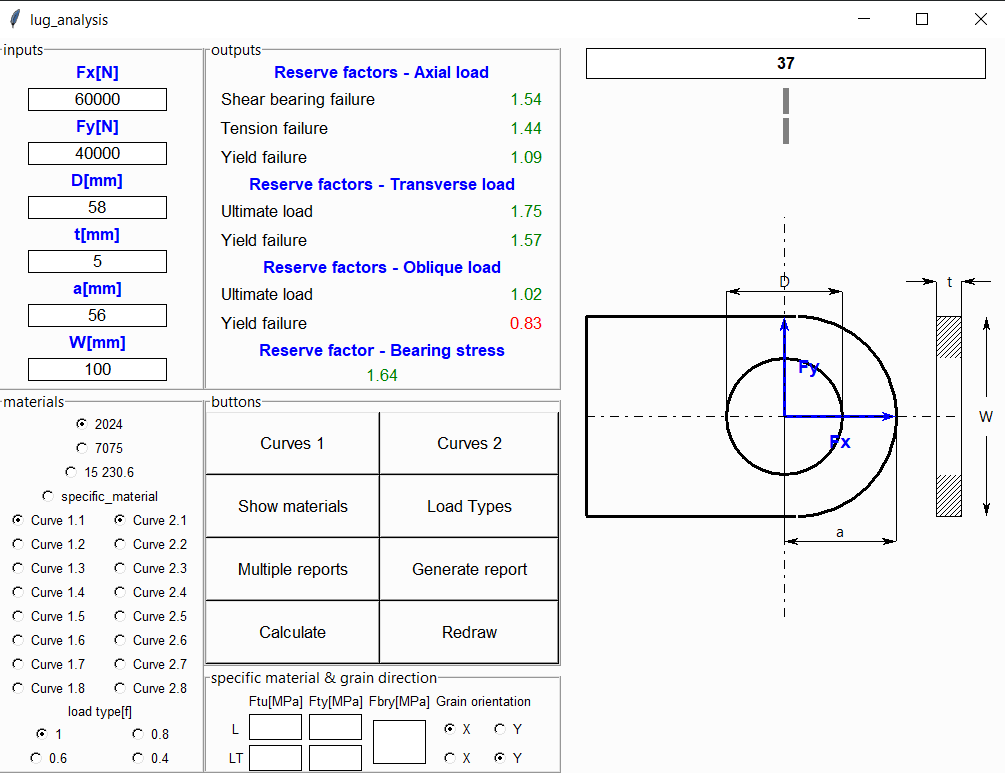 lug_analysis
inputs
Fx[N]
60000
Fy[N]
40000
D[mm]
58
t[mm]
5
a[mm]
56
W[mm]
100
outputs
Reserve factors - Axial load
Shear bearing failure 1.54
Tension failure 1.44
Yield failure 1.09
Reserve factors - Transverse load
Ultimate load 1.75
Yield failure 1.57
Reserve factors - Oblique load
Ultimate load 1.02
Yield failure 0.83
Reserve factor - Bearing stress
1.64
materials
2024
7075
15 230.6
specific_material
Curve 1.1 Curve 2.1
Curve 1.2 Curve 2.2
Curve 1.3 Curve 2.3
Curve 1.4 Curve 2.4
Curve 1.5 Curve 2.5
Curve 1.6 Curve 2.6
Curve 1.7 Curve 2.7
Curve 1.8 Curve 2.8
load type[f]
1 0.8
0.6 0.4
buttons
Curves 1 Curves 2
Show materials Load Types
Multiple reports Generate report
Calculate Redraw
specific material & grain direction
Ftu[MPa] Fty[MPa] Fbry[MPa] Grain orientation
L X Y
LT X Y
37
D
t
Fy
W
Fx
a